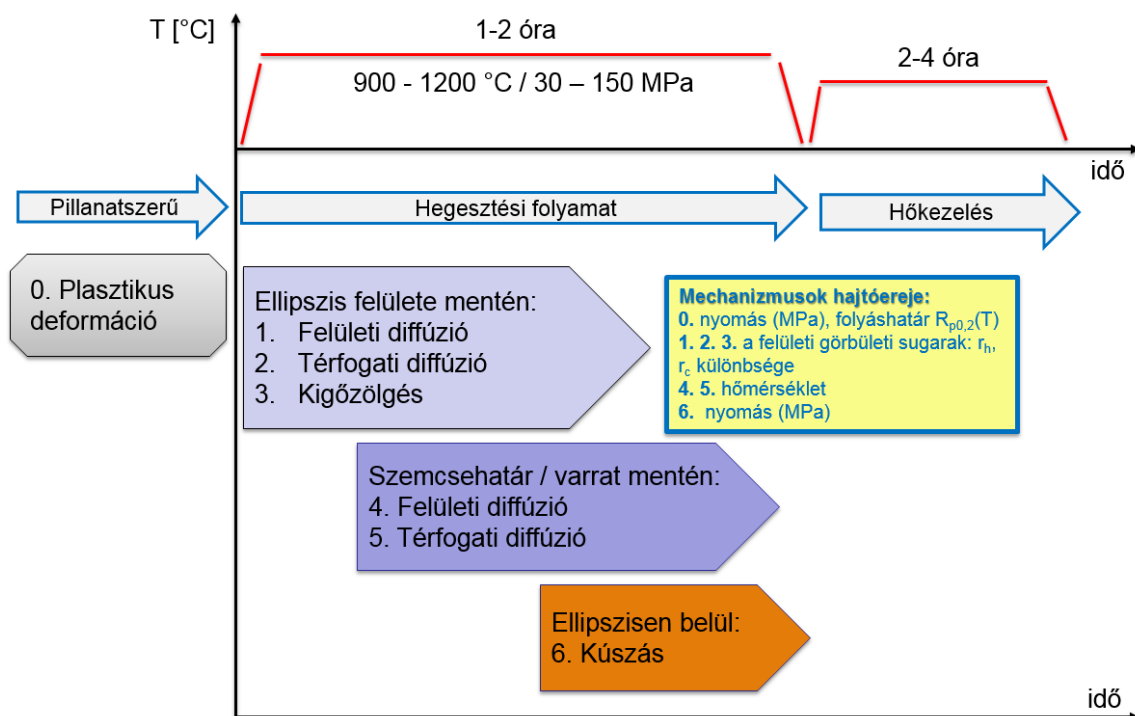 T [°C]
1-2 óra
900 - 1200 °C / 30 – 150 MPa
2-4 óra
idő
Pillanatszerű
Hegesztési folyamat
Hőkezelés
0. Plasztikus
deformáció
Ellipszis felülete mentén:
1. Felületi diffúzió
2. Térfogati diffúzió
3. Kigőzölgés
Mechanizmusok hajtóereje:
0. nyomás (MPa), folyáshatár Rp0,2(T)
1. 2. 3. a felületi görbületi sugarak: rh,
rc különbsége
4. 5. hőmérséklet
6. nyomás (MPa)
Szemcsehatár / varrat mentén:
4. Felületi diffúzió
5. Térfogati diffúzió
Ellipszisen belül:
6. Kúszás
idő